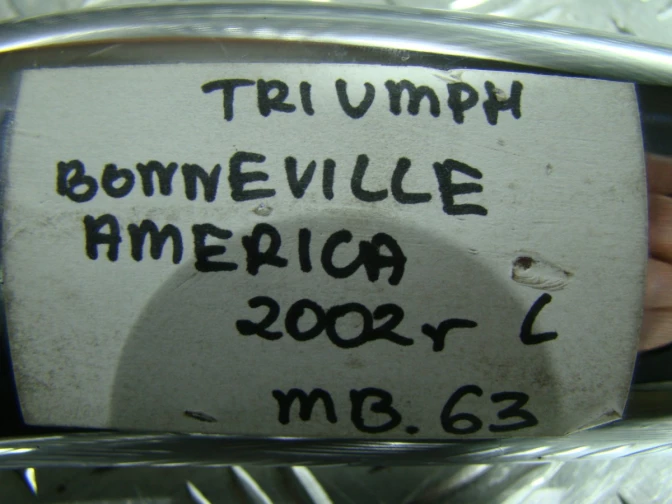 TRIUMPH
BONNEVILLE
AMERICA
2002r L
MB. 63